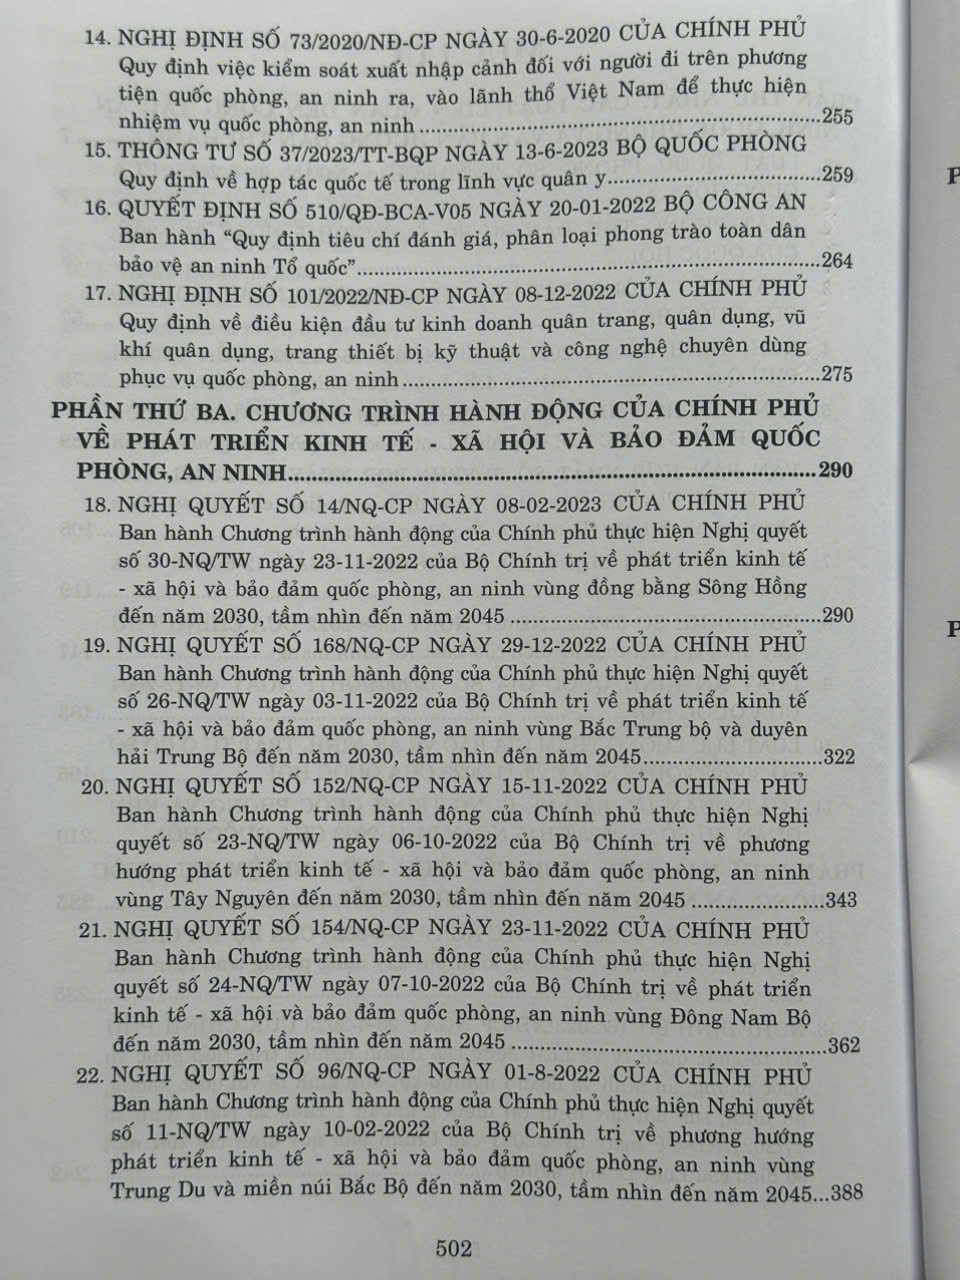 14. NGHỊ ĐỊNH SỐ 73/2020/NĐ-CP NGÀY 30-6-2020 CỦA CHÍNH PHỦ
Quy định việc kiểm soát xuất nhập cảnh đối với người đi trên phương
tiện quốc phòng, an ninh ra, vào lãnh thổ Việt Nam để thực hiện
nhiệm vụ quốc phòng, an ninh ....................255
15. THÔNG TƯ SỐ 37/2023/TT-BQP NGÀY 13-6-2023 BỘ QUỐC PHÒNG
Quy định về hợp tác quốc tế trong lĩnh vực quân y....................259
16. QUYẾT ĐỊNH SỐ 510/QĐ-BCA-V05 NGÀY 20-01-2022 BỘ CÔNG AN
Ban hành “Quy định tiêu chí đánh giá, phân loại phong trào toàn dân
bảo vệ an ninh Tổ quốc”....................264
17. NGHỊ ĐỊNH SỐ 101/2022/NĐ-CP NGÀY 08-12-2022 CỦA CHÍNH PHỦ
Quy định về điều kiện đầu tư kinh doanh quân trang, quân dụng, vũ
khí quân dụng, trang thiết bị kỹ thuật và công nghệ chuyên dùng
phục vụ quốc phòng, an ninh ....................275
PHẦN THỨ BA. CHƯƠNG TRÌNH HÀNH ĐỘNG CỦA CHÍNH PHỦ
VỀ PHÁT TRIỂN KINH TẾ - XÃ HỘI VÀ BẢO ĐẢM QUỐC
PHÒNG, AN NINH....................290
18. NGHỊ QUYẾT SỐ 14/NQ-CP NGÀY 08-02-2023 CỦA CHÍNH PHỦ
Ban hành Chương trình hành động của Chính phủ thực hiện Nghị quyết
số 30-NQ/TW ngày 23-11-2022 của Bộ Chính trị về phát triển kinh tế
- xã hội và bảo đảm quốc phòng, an ninh vùng đồng bằng Sông Hồng
đến năm 2030, tầm nhìn đến năm 2045 ....................290
19. NGHỊ QUYẾT SỐ 168/NQ-CP NGÀY 29-12-2022 CỦA CHÍNH PHỦ
Ban hành Chương trình hành động của Chính phủ thực hiện Nghị quyết
số 26-NQ/TW ngày 03-11-2022 của Bộ Chính trị về phát triển kinh tế
- xã hội và bảo đảm quốc phòng, an ninh vùng Bắc Trung bộ và duyên
hải Trung Bộ đến năm 2030, tầm nhìn đến năm 2045....................322
20. NGHỊ QUYẾT SỐ 152/NQ-CP NGÀY 15-11-2022 CỦA CHÍNH PHỦ
Ban hành Chương trình hành động của Chính phủ thực hiện Nghị
quyết số 23-NQ/TW ngày 06-10-2022 của Bộ Chính trị về phương
hướng phát triển kinh tế - xã hội và bảo đảm quốc phòng, an ninh
vùng Tây Nguyên đến năm 2030, tầm nhìn đến năm 2045 ....................343
21. NGHỊ QUYẾT SỐ 154/NQ-CP NGÀY 23-11-2022 CỦA CHÍNH PHỦ
Ban hành Chương trình hành động của Chính phủ thực hiện Nghị
quyết số 24-NQ/TW ngày 07-10-2022 của Bộ Chính trị về phát triển
kinh tế - xã hội và bảo đảm quốc phòng, an ninh vùng Đông Nam Bộ
đến năm 2030, tầm nhìn đến năm 2045 ....................362
22. NGHỊ QUYẾT SỐ 96/NQ-CP NGÀY 01-8-2022 CỦA CHÍNH PHỦ
Ban hành Chương trình hành động của Chính phủ thực hiện Nghị quyết
số 11-NQ/TW ngày 10-02-2022 của Bộ Chính trị về phương hướng
phát triển kinh tế - xã hội và bảo đảm quốc phòng, an ninh vùng
Trung Du và miền núi Bắc Bộ đến năm 2030, tầm nhìn đến năm 2045...388
502
P
P